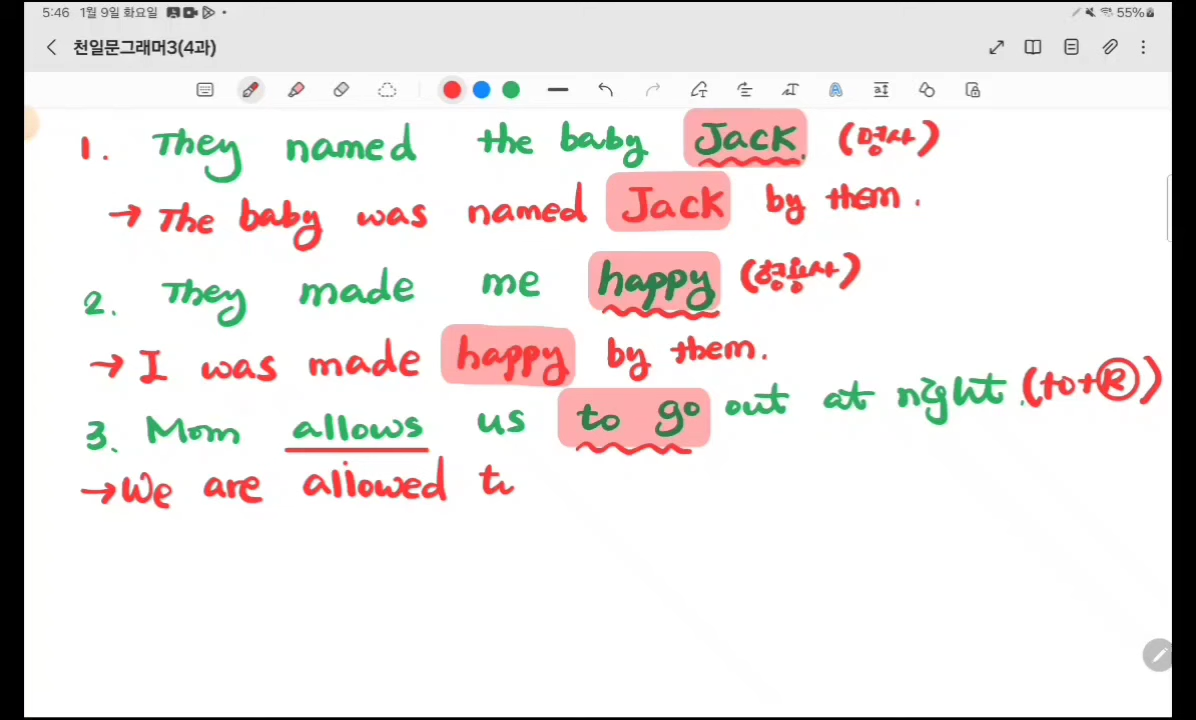 5:46 1월 9일 화요일 55%
천일문그래머3(4과)
1. They named the baby Jack. (명사)
→ The baby was named Jack by them.
2. They made me happy (형용사)
→ I was made happy by them.
3. Mom allows us to go out at night. (to+R)
→ We are allowed to